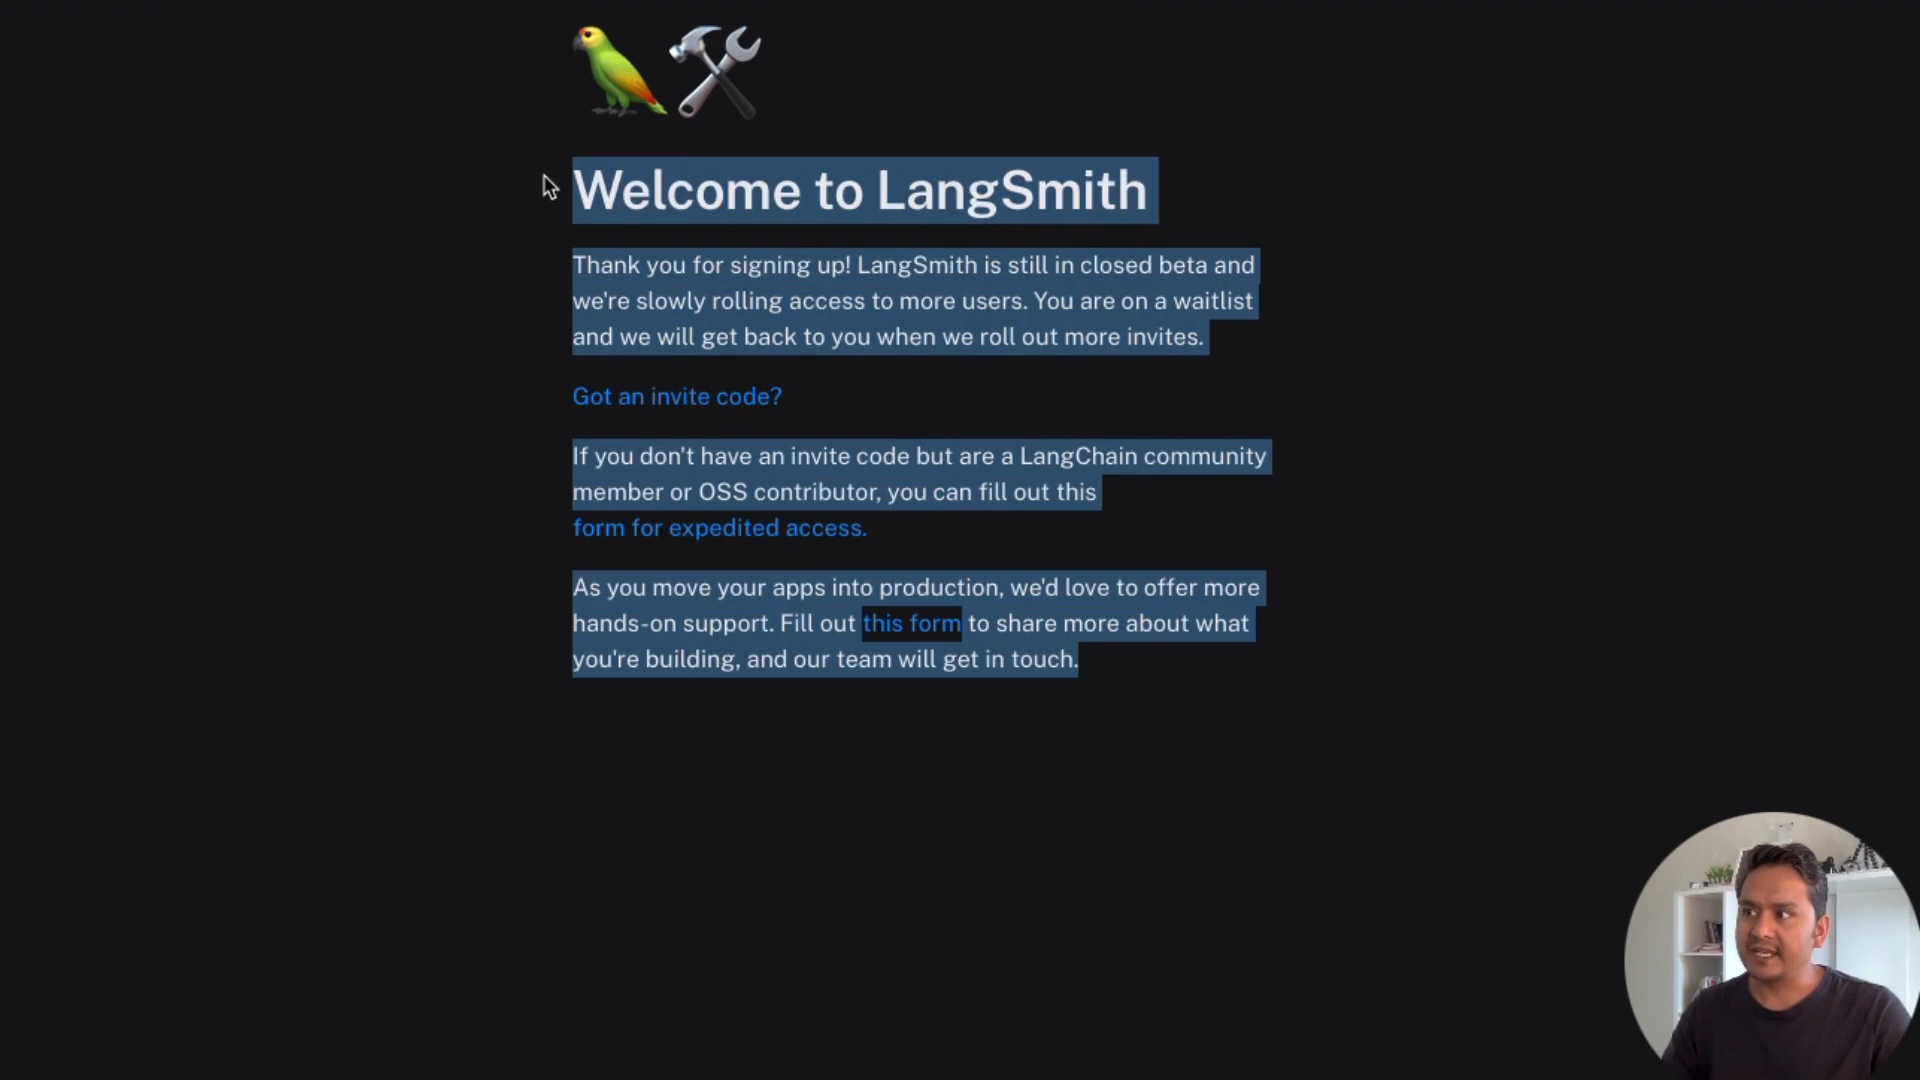 Welcome to LangSmith
Thank you for signing up! LangSmith is still in closed beta and
we're slowly rolling access to more users. You are on a waitlist
and we will get back to you when we roll out more invites.
Got an invite code?
If you don't have an invite code but are a LangChain community
member or OSS contributor, you can fill out this
form for expedited access.
As you move your apps into production, we'd love to offer more
hands-on support. Fill out this form to share more about what
you're building, and our team will get in touch.